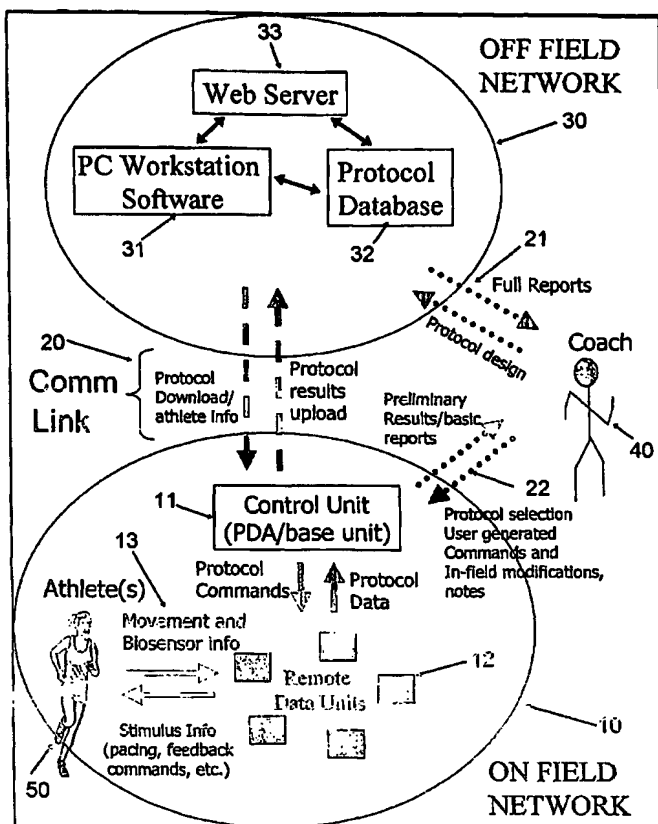 33
OFF FIELD
NETWORK
Web Server
30
PC Workstation
Software
Protocol
Database
31
32
21
Full Reports
Protocol design
Coach
20
Comm
Link
Protocol
Download/
athlete info
Protocol
results
upload
Preliminary
Results/basic
reports
40
11
Control Unit
(PDA/base unit)
22
Protocol selection
User generated
Commands and
In-field modifications,
notes
13
Protocol
Commands
Protocol
Data
Athlete(s)
Movement and
Biosensor info
12
Remote
Data Units
Stimulus Info
(pacing, feedback
commands, etc.)
10
50
ON FIELD
NETWORK